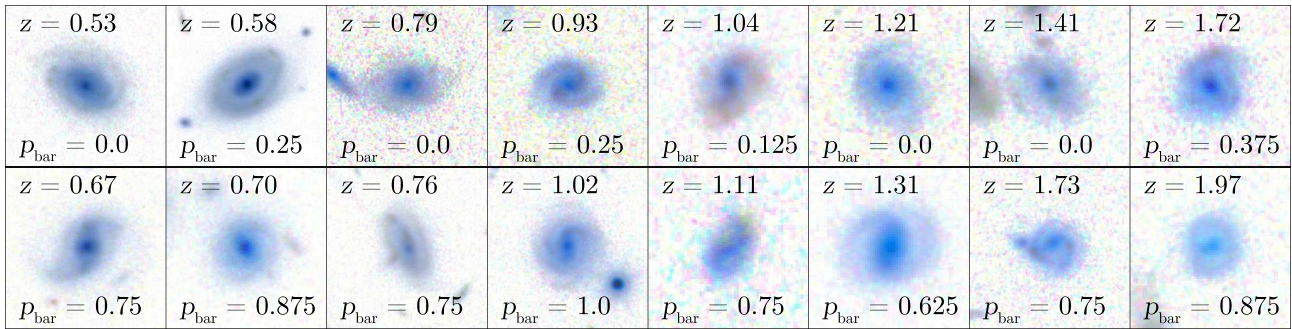 z = 0.53
z = 0.58
z = 0.79
z = 0.93
z = 1.04
z = 1.21
z = 1.41
z = 1.72
p_bar = 0.0
p_bar = 0.25
p_bar = 0.0
p_bar = 0.25
p_bar = 0.125
p_bar = 0.0
p_bar = 0.0
p_bar = 0.375
z = 0.67
z = 0.70
z = 0.76
z = 1.02
z = 1.11
z = 1.31
z = 1.73
z = 1.97
p_bar = 0.75
p_bar = 0.875
p_bar = 0.75
p_bar = 1.0
p_bar = 0.75
p_bar = 0.625
p_bar = 0.75
p_bar = 0.875